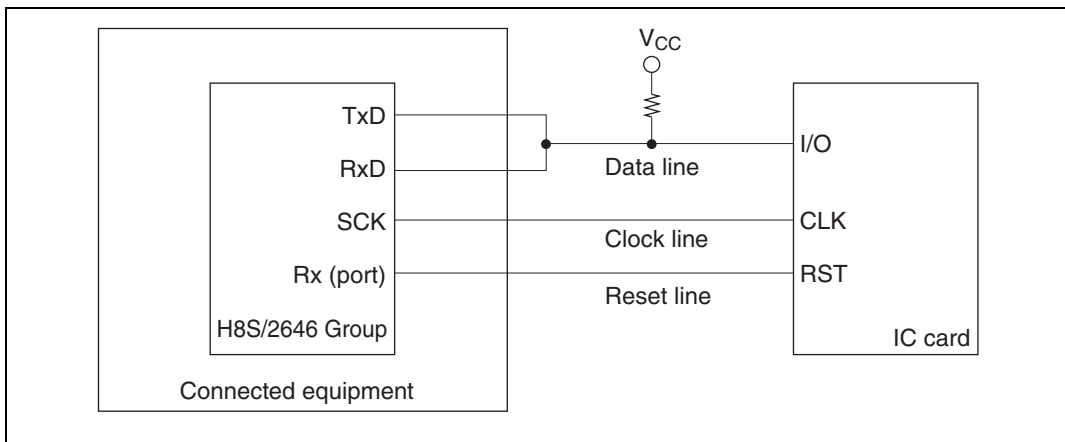 V_CC
TxD
RxD
SCK
Rx (port)
H8S/2646 Group
Connected equipment
Data line
Clock line
Reset line
I/O
CLK
RST
IC card